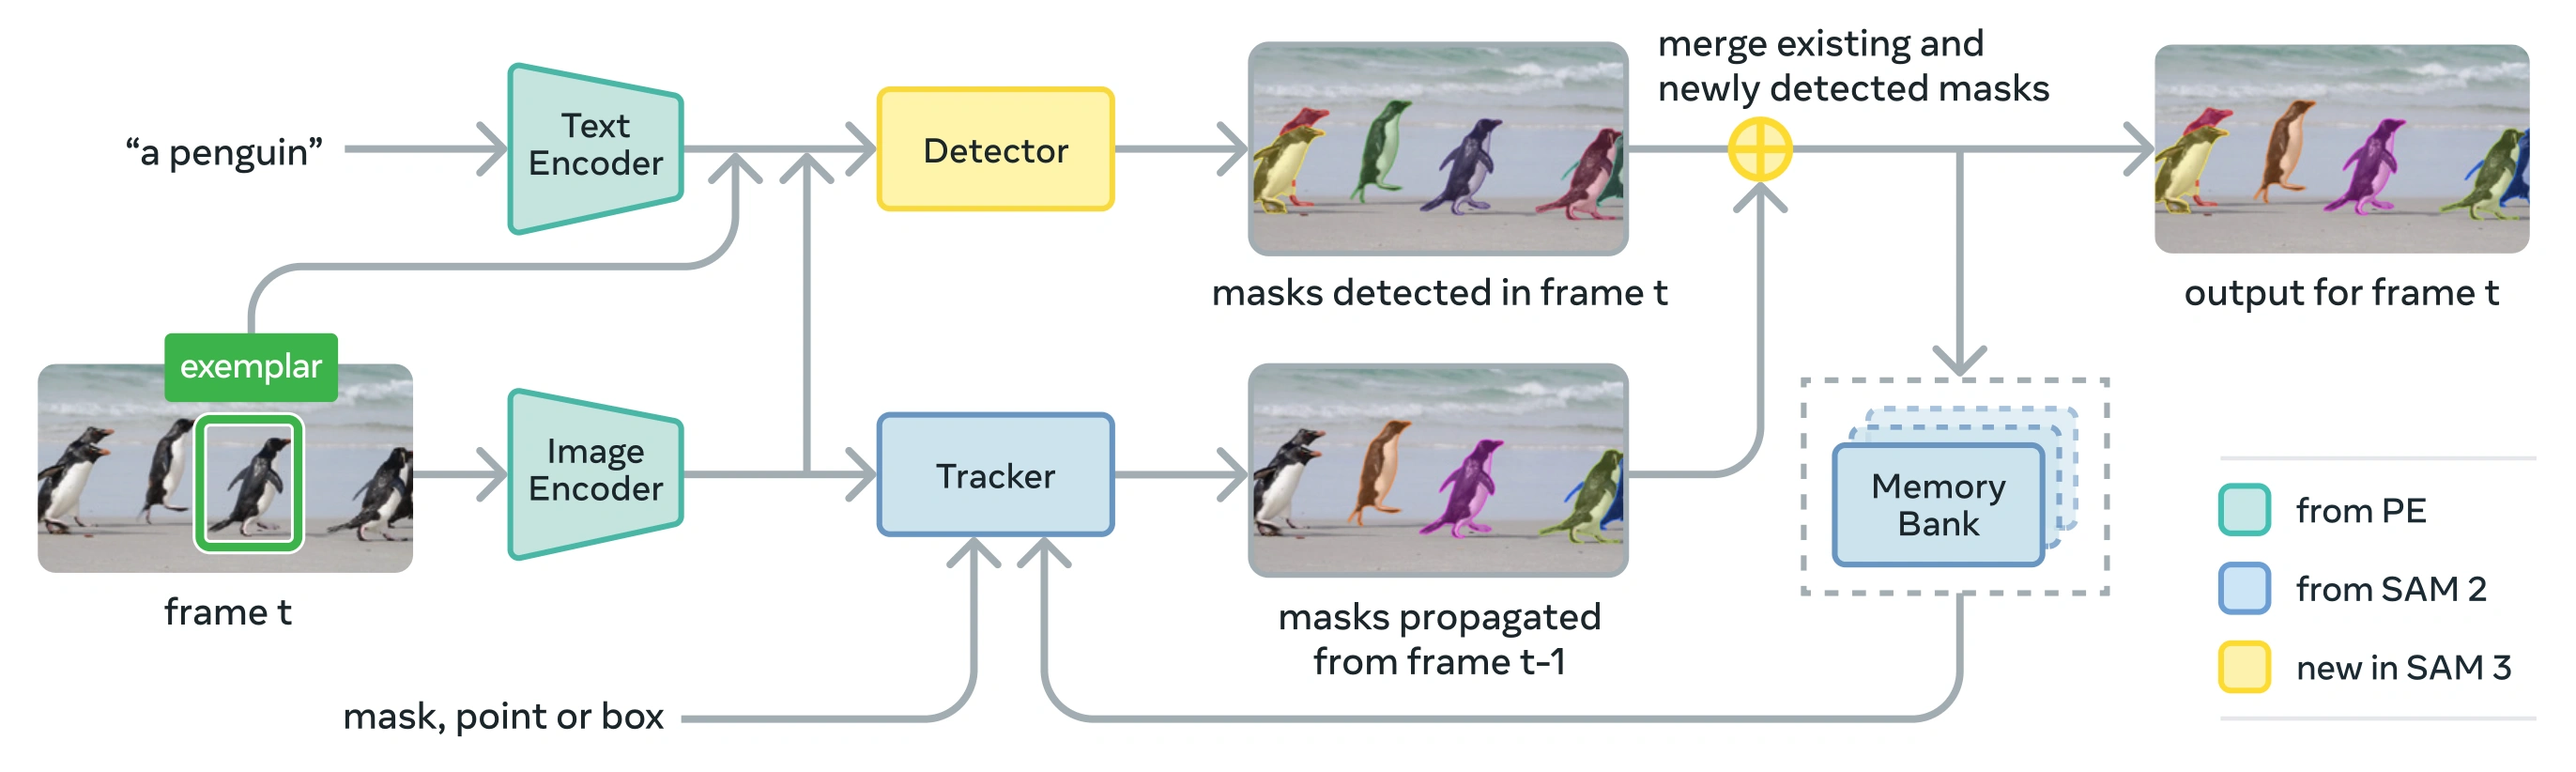 merge existing and
newly detected masks
“a penguin”
Text
Encoder
Detector
masks detected in frame t
output for frame t
exemplar
frame t
Image
Encoder
Tracker
masks propagated
from frame t-1
Memory
Bank
mask, point or box
from PE
from SAM 2
new in SAM 3